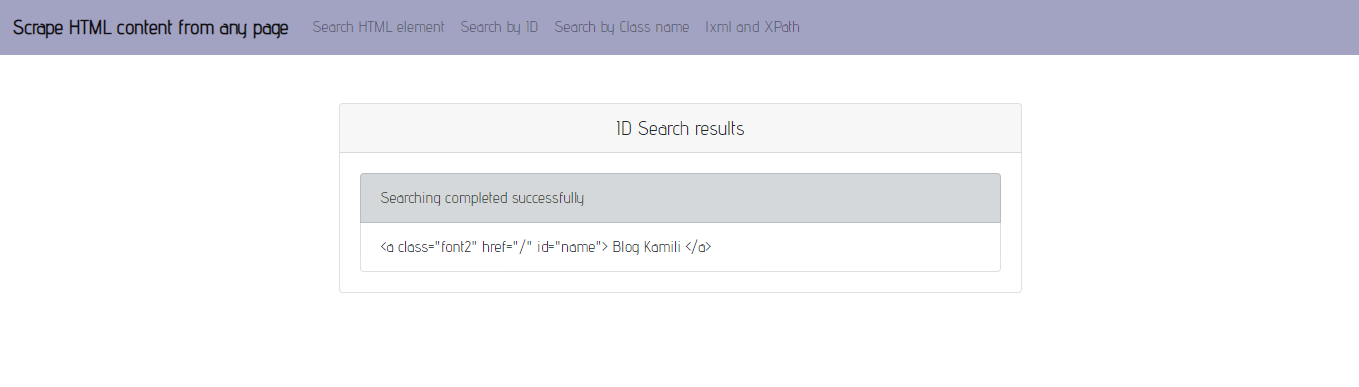 Scrape HTML content from any page Search HTML element Search by ID Search by Class name lxml and XPath
ID Search results
Searching completed successfully
<a class="font2" href="/" id="name"> Blog Kamili </a>